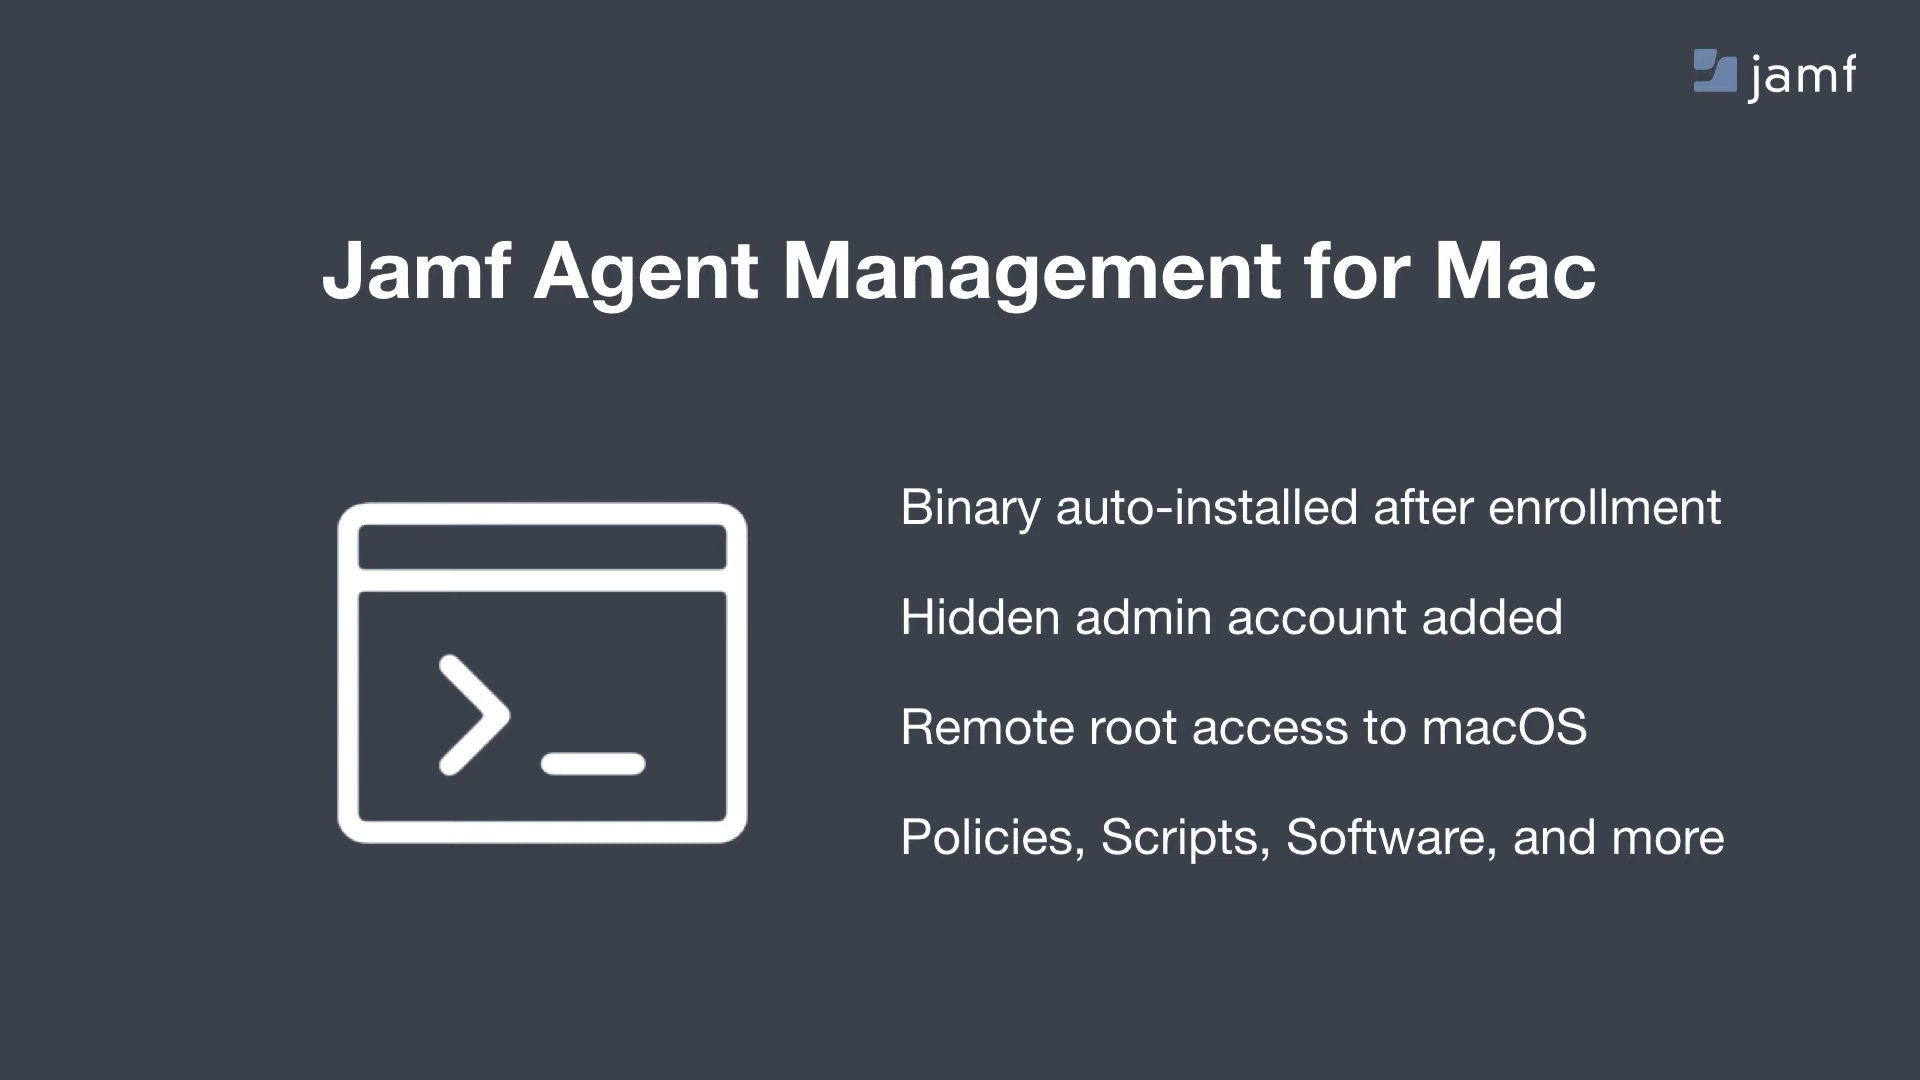 jamf
Jamf Agent Management for Mac
Binary auto-installed after enrollment
Hidden admin account added
Remote root access to macOS
Policies, Scripts, Software, and more